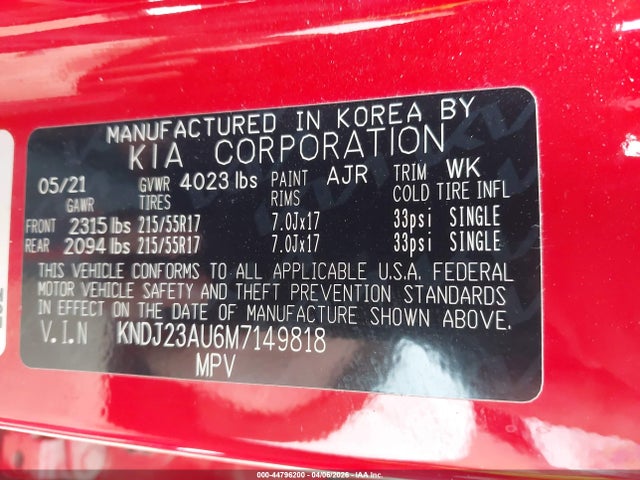 MANUFACTURED IN KOREA BY
KIA CORPORATION
05/21 GVWR 4023 lbs PAINT AJR TRIM WK
GAWR TIRES RIMS COLD TIRE INFL
FRONT 2315 lbs 215/55R17 7.0Jx17 33psi SINGLE
REAR 2094 lbs 215/55R17 7.0Jx17 33psi SINGLE
THIS VEHICLE CONFORMS TO ALL APPLICABLE U.S.A. FEDERAL
MOTOR VEHICLE SAFETY AND THEFT PREVENTION STANDARDS
IN EFFECT ON THE DATE OF MANUFACTURE SHOWN ABOVE.
V.I.N KNDJ23AU6M7149818
MPV
000-44796200 - 04/06/2026 - IAA Inc.